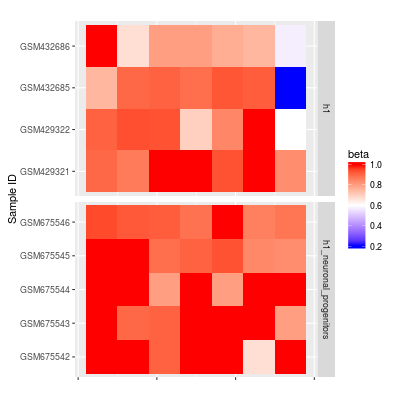 Sample ID
GSM432686
GSM432685
GSM429322
GSM429321
h1
GSM675546
GSM675545
GSM675544
GSM675543
GSM675542
h1_neuronal_progenitors
beta
1.0
0.8
0.6
0.4
0.2